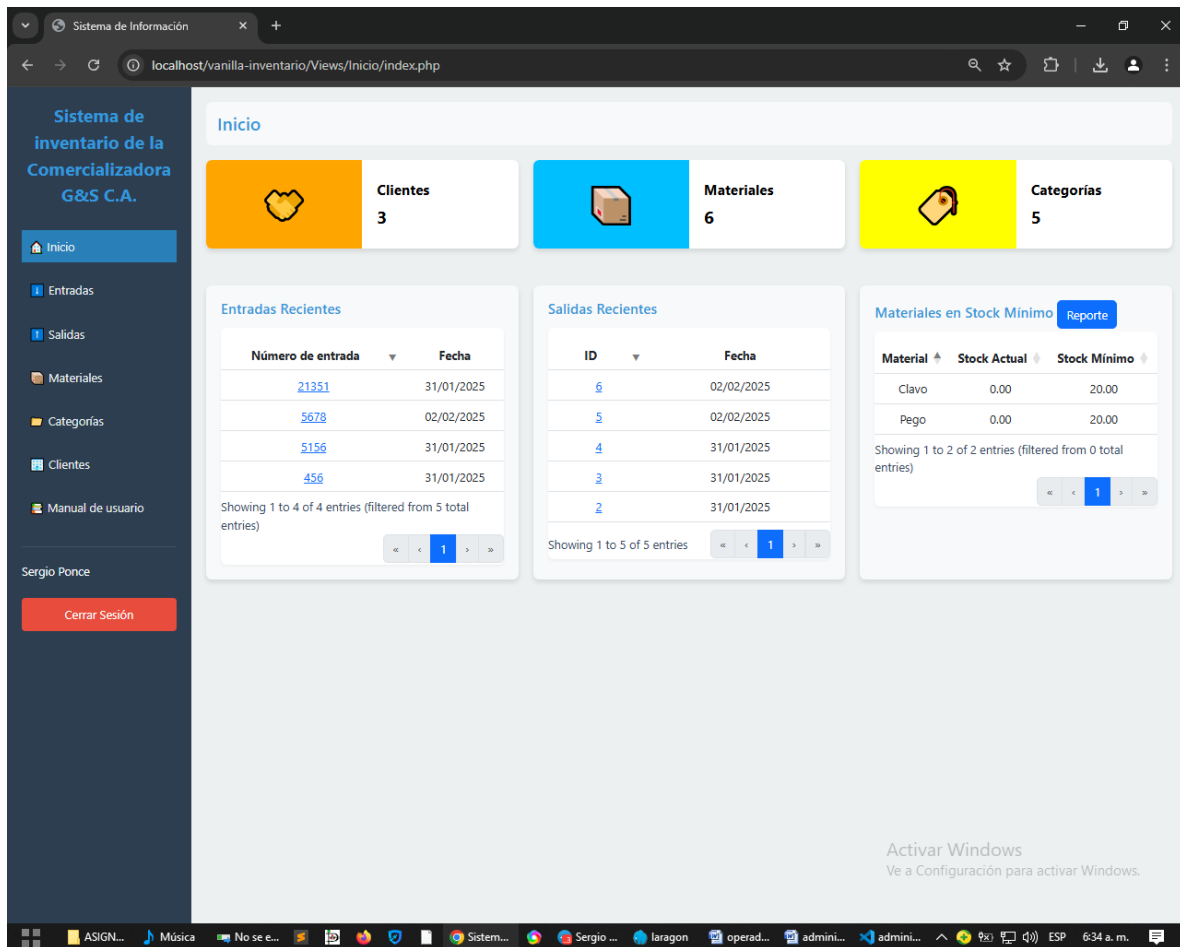 Sistema de Información
localhost/vanilla-inventario/Views/Inicio/index.php
Sistema de
inventario de la
Comercializadora
G&S C.A.
Inicio
Entradas
Salidas
Materiales
Categorías
Clientes
Manual de usuario
Sergio Ponce
Cerrar Sesión
Inicio
Clientes
3
Materiales
6
Categorías
5
Entradas Recientes
Número de entrada Fecha
21351 31/01/2025
5678 02/02/2025
5156 31/01/2025
456 31/01/2025
Showing 1 to 4 of 4 entries (filtered from 5 total
entries)
« ‹ 1 › »
Salidas Recientes
ID Fecha
6 02/02/2025
5 02/02/2025
4 31/01/2025
3 31/01/2025
2 31/01/2025
Showing 1 to 5 of 5 entries
« ‹ 1 › »
Materiales en Stock Mínimo Reporte
Material Stock Actual Stock Mínimo
Clavo 0.00 20.00
Pego 0.00 20.00
Showing 1 to 2 of 2 entries (filtered from 0 total
entries)
« ‹ 1 › »
Activar Windows
Ve a Configuración para activar Windows.
ASIGN... Música No se e... Sistem... Sergio ... laragon operad... admini... admini... ESP 6:34 a. m.